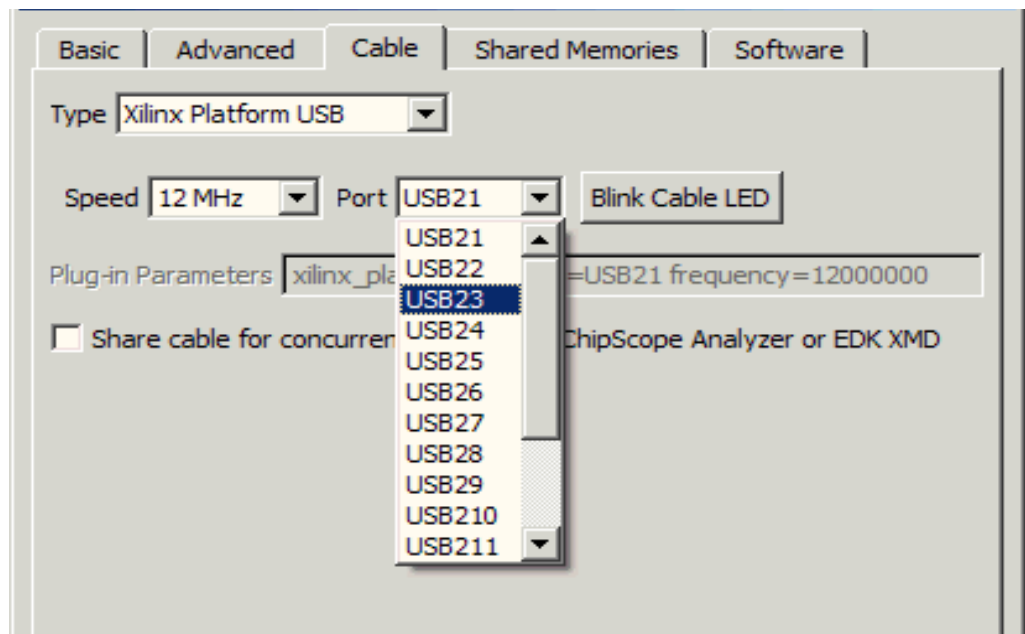 Basic Advanced Cable Shared Memories Software
Type Xilinx Platform USB
Speed 12 MHz Port USB21 Blink Cable LED
USB21
Plug-in Parameters xilinx_pla =USB21 frequency=12000000
USB22
USB23
Share cable for concurren ChipScope Analyzer or EDK XMD
USB24
USB25
USB26
USB27
USB28
USB29
USB210
USB211